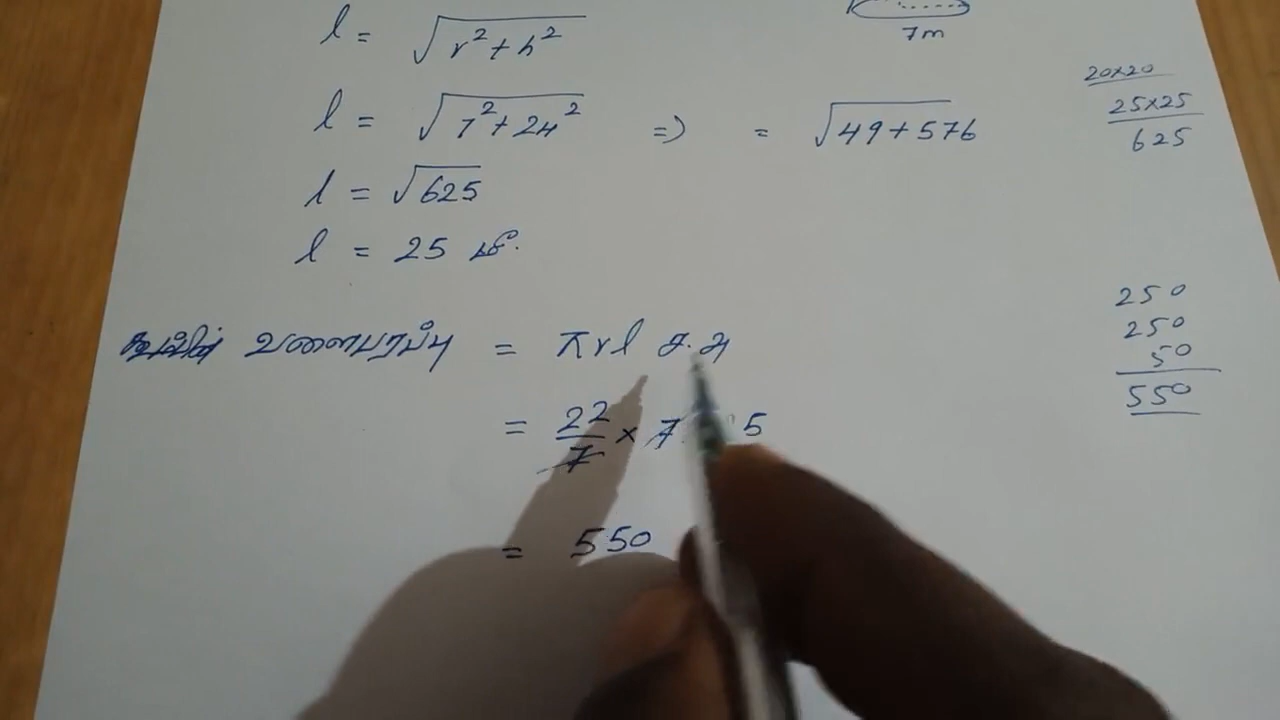 l = √r²+h²
7m
l = √7²+24² => = √49+576
20×20
25×25
625
l = √625
l = 25 மீ.
வளைபரப்பு = πrl ச.அ
= 22/7 × 7 5
= 550
250
250
50
550